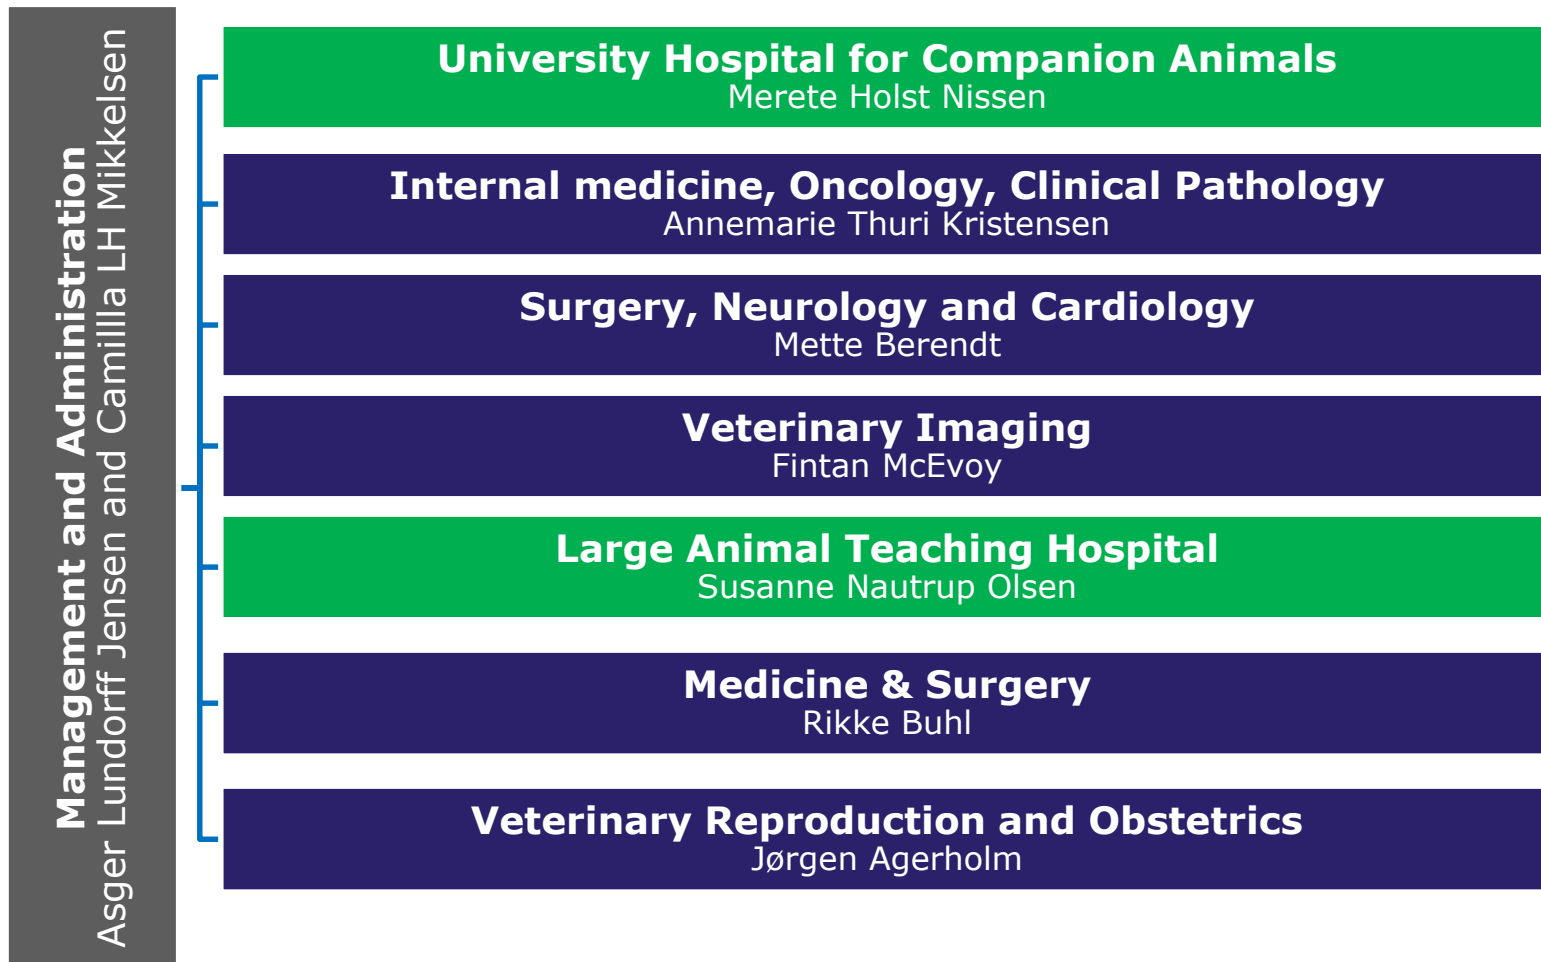 Management and Administration
Asger Lundorff Jensen and Camillla LH Mikkelsen
University Hospital for Companion Animals
Merete Holst Nissen
Internal medicine, Oncology, Clinical Pathology
Annemarie Thuri Kristensen
Surgery, Neurology and Cardiology
Mette Berendt
Veterinary Imaging
Fintan McEvoy
Large Animal Teaching Hospital
Susanne Nautrup Olsen
Medicine & Surgery
Rikke Buhl
Veterinary Reproduction and Obstetrics
Jørgen Agerholm